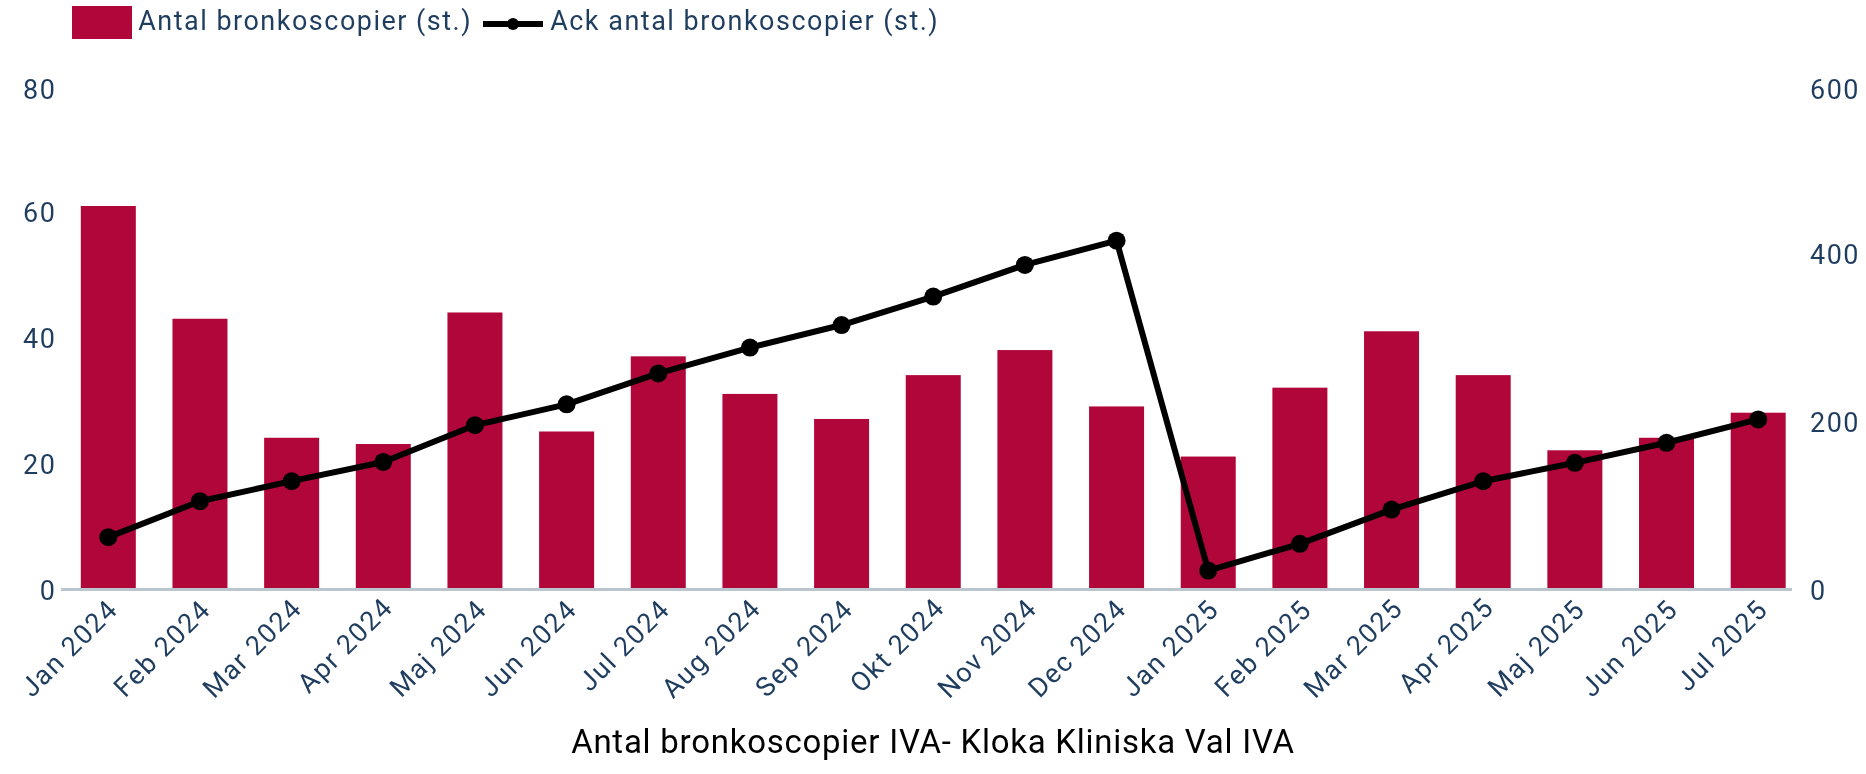 Antal bronkoscopier (st.) Ack antal bronkoscopier (st.)
80 600
60
400
40
200
20
0 0
Jan 2024 Feb 2024 Mar 2024 Apr 2024 Maj 2024 Jun 2024 Jul 2024 Aug 2024 Sep 2024 Okt 2024 Nov 2024 Dec 2024 Jan 2025 Feb 2025 Mar 2025 Apr 2025 Maj 2025 Jun 2025 Jul 2025
Antal bronkoscopier IVA- Kloka Kliniska Val IVA